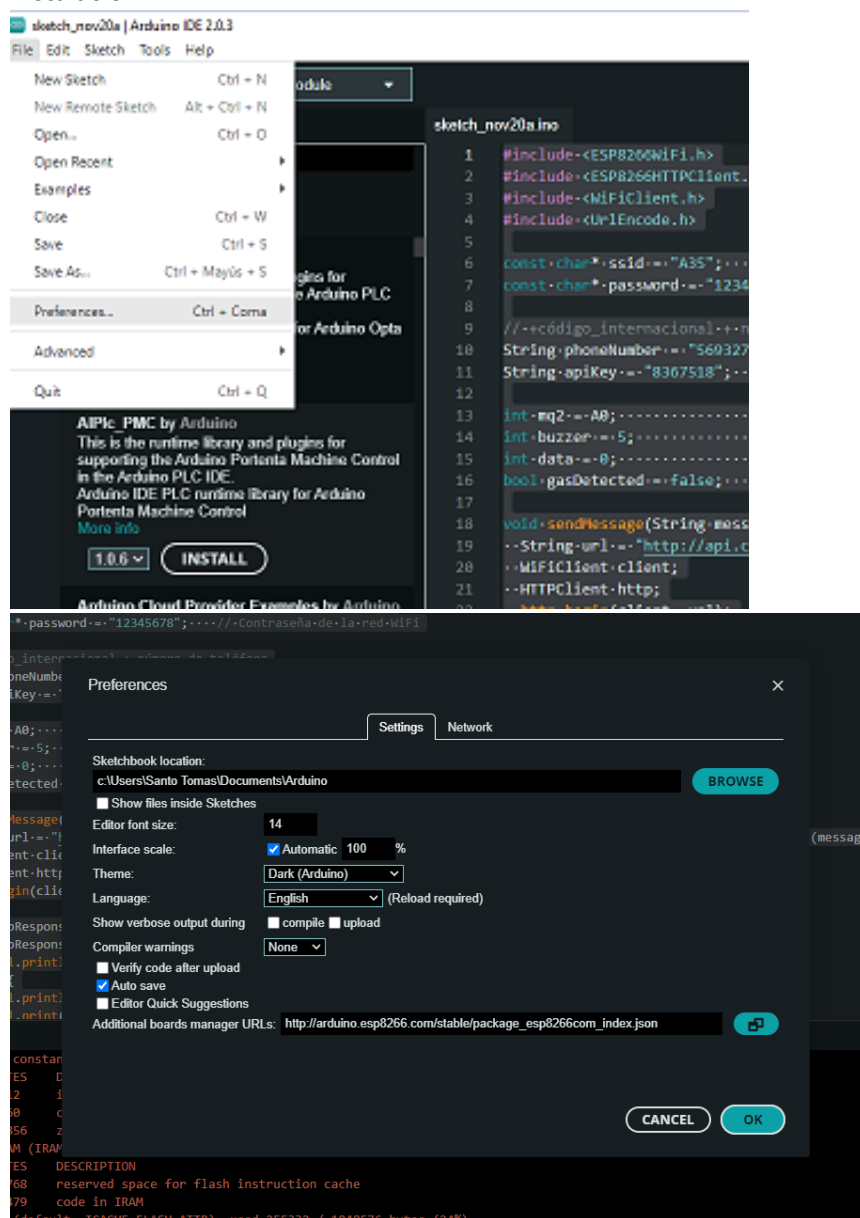 sketch_nov20a | Arduino IDE 2.0.3
File Edit Sketch Tools Help
New Sketch Ctrl + N
New Remote Sketch Alt + Ctrl + N
Open... Ctrl + O
Open Recent
Examples
Close Ctrl + W
Save Ctrl + S
Save As... Ctrl + Mayús + S
Preferences... Ctrl + Coma
Advanced
Quit Ctrl + Q
odule
gins for
e Arduino PLC
for Arduino Opta
AlPlc_PMC by Arduino
This is the runtime library and plugins for
supporting the Arduino Portenta Machine Control
in the Arduino PLC IDE.
Arduino IDE PLC runtime library for Arduino
Portenta Machine Control
More info
1.0.6 INSTALL
Arduino Cloud Provider Examples by Arduino
sketch_nov20a.ino
1 #include <ESP8266WiFi.h>
2 #include <ESP8266HTTPClient.
3 #include <WiFiClient.h>
4 #include <UrlEncode.h>
5
6 const char* ssid = "A35";
7 const char* password = "1234
8
9 // +código_internacional + n
10 String phoneNumber = "569327
11 String apiKey = "8367518";
12
13 int mq2 = A0;
14 int buzzer = 5;
15 int data = 0;
16 bool gasDetected = false;
17
18 void sendMessage(String mess
19 String url = "http://api.c
20 WiFiClient client;
21 HTTPClient http;
* password = "12345678"; // Contraseña de la red WiFi
Preferences
Settings Network
Sketchbook location:
c:\Users\Santo Tomas\Documents\Arduino BROWSE
Show files inside Sketches
Editor font size: 14
Interface scale: Automatic 100 %
Theme: Dark (Arduino)
Language: English (Reload required)
Show verbose output during compile upload
Compiler warnings None
Verify code after upload
Auto save
Editor Quick Suggestions
Additional boards manager URLs: http://arduino.esp8266.com/stable/package_esp8266com_index.json
CANCEL OK
(messag
TES DESCRIPTION
768 reserved space for flash instruction cache
479 code in IRAM